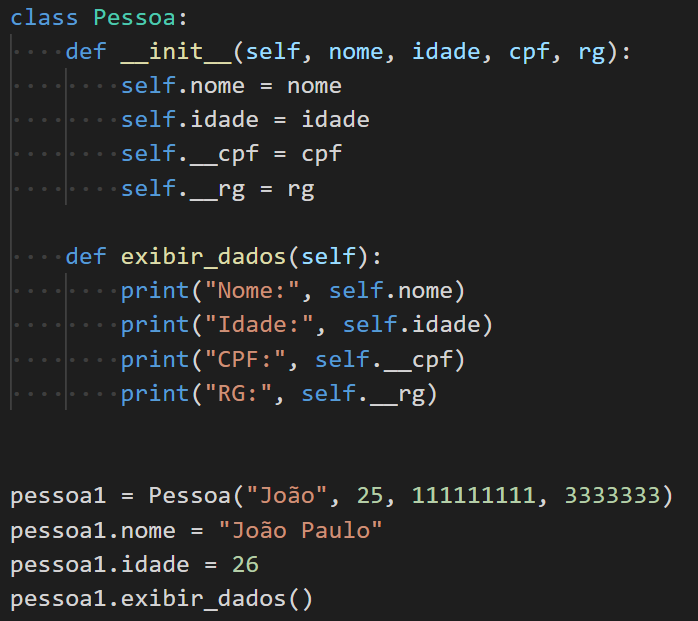 class Pessoa:
    def __init__(self, nome, idade, cpf, rg):
        self.nome = nome
        self.idade = idade
        self.__cpf = cpf
        self.__rg = rg
    def exibir_dados(self):
        print("Nome:", self.nome)
        print("Idade:", self.idade)
        print("CPF:", self.__cpf)
        print("RG:", self.__rg)
pessoa1 = Pessoa("João", 25, 111111111, 3333333)
pessoa1.nome = "João Paulo"
pessoa1.idade = 26
pessoa1.exibir_dados()